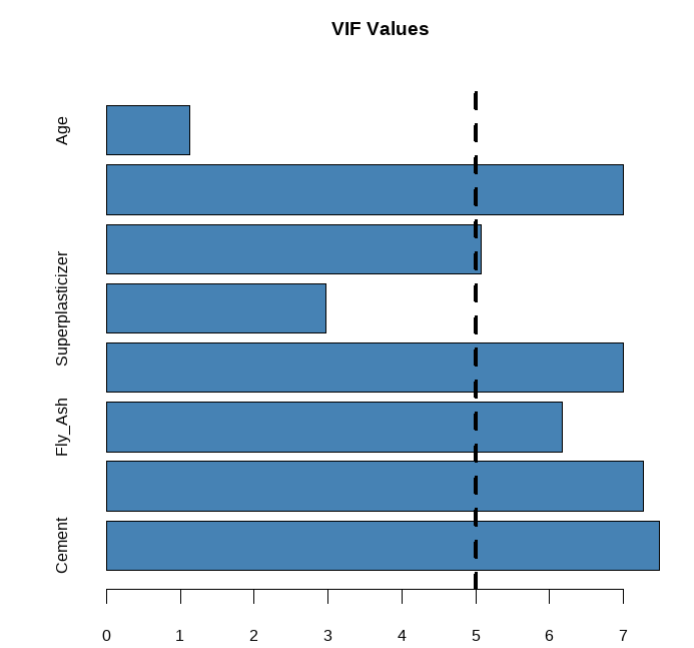 VIF Values
Age
Superplasticizer
Fly_Ash
Cement
0 1 2 3 4 5 6 7